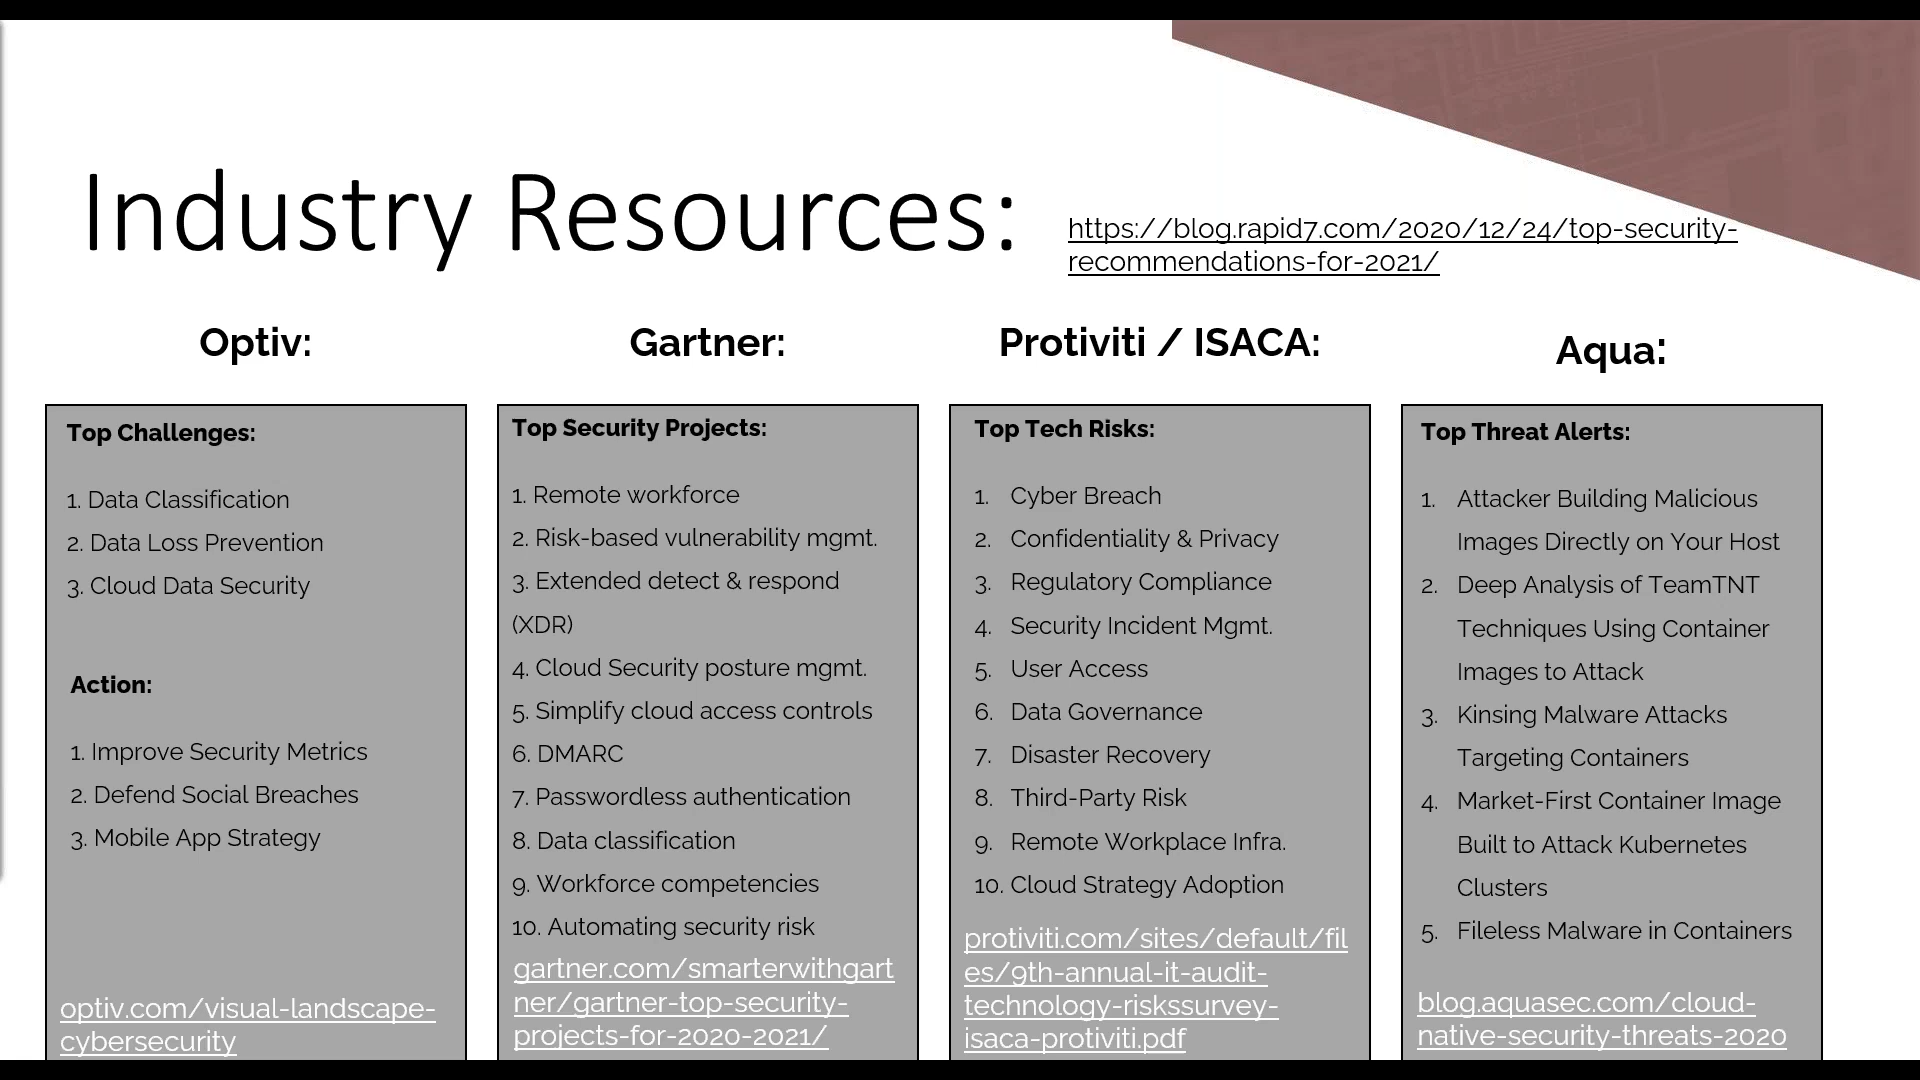 Industry Resources:
https://blog.rapid7.com/2020/12/24/top-security-
recommendations-for-2021/
Optiv:
Top Challenges:
1. Data Classification
2. Data Loss Prevention
3. Cloud Data Security
Action:
1. Improve Security Metrics
2. Defend Social Breaches
3. Mobile App Strategy
optiv.com/visual-landscape-
cybersecurity
Gartner:
Top Security Projects:
1. Remote workforce
2. Risk-based vulnerability mgmt.
3. Extended detect & respond
(XDR)
4. Cloud Security posture mgmt.
5. Simplify cloud access controls
6. DMARC
7. Passwordless authentication
8. Data classification
9. Workforce competencies
10. Automating security risk
gartner.com/smarterwithgart
ner/gartner-top-security-
projects-for-2020-2021/
Protiviti / ISACA:
Top Tech Risks:
1. Cyber Breach
2. Confidentiality & Privacy
3. Regulatory Compliance
4. Security Incident Mgmt.
5. User Access
6. Data Governance
7. Disaster Recovery
8. Third-Party Risk
9. Remote Workplace Infra.
10. Cloud Strategy Adoption
protiviti.com/sites/default/fil
es/9th-annual-it-audit-
technology-riskssurvey-
isaca-protiviti.pdf
Aqua:
Top Threat Alerts:
1. Attacker Building Malicious
Images Directly on Your Host
2. Deep Analysis of TeamTNT
Techniques Using Container
Images to Attack
3. Kinsing Malware Attacks
Targeting Containers
4. Market-First Container Image
Built to Attack Kubernetes
Clusters
5. Fileless Malware in Containers
blog.aquasec.com/cloud-
native-security-threats-2020